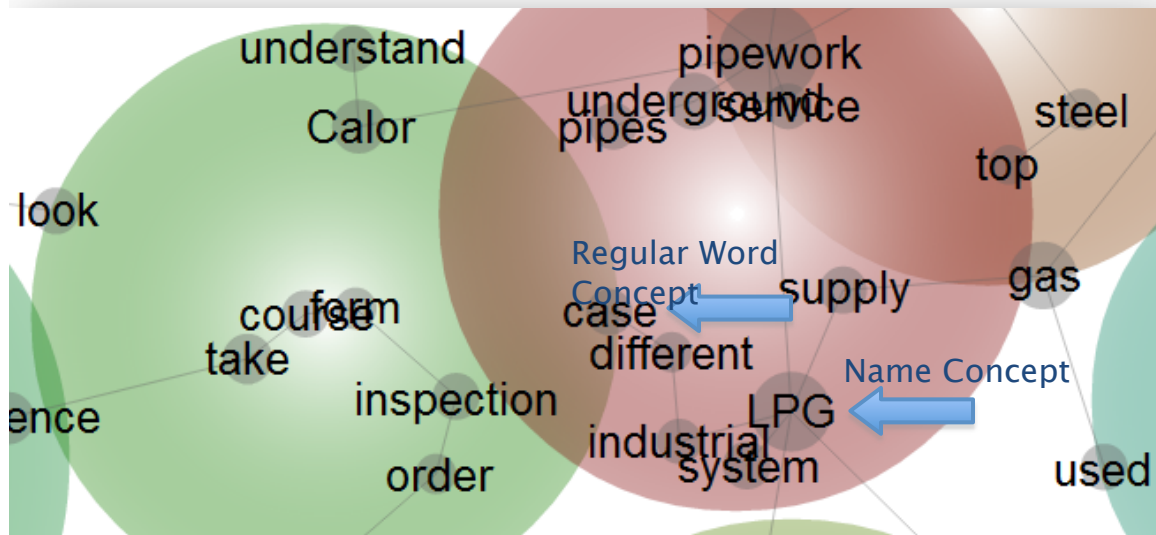 understand
pipework
underground
service
steel
Calor
pipes
top
look
Regular Word
Concept
supply
gas
course
form
case
take
different
Name Concept
ence
inspection
LPG
industrial
system
order
used